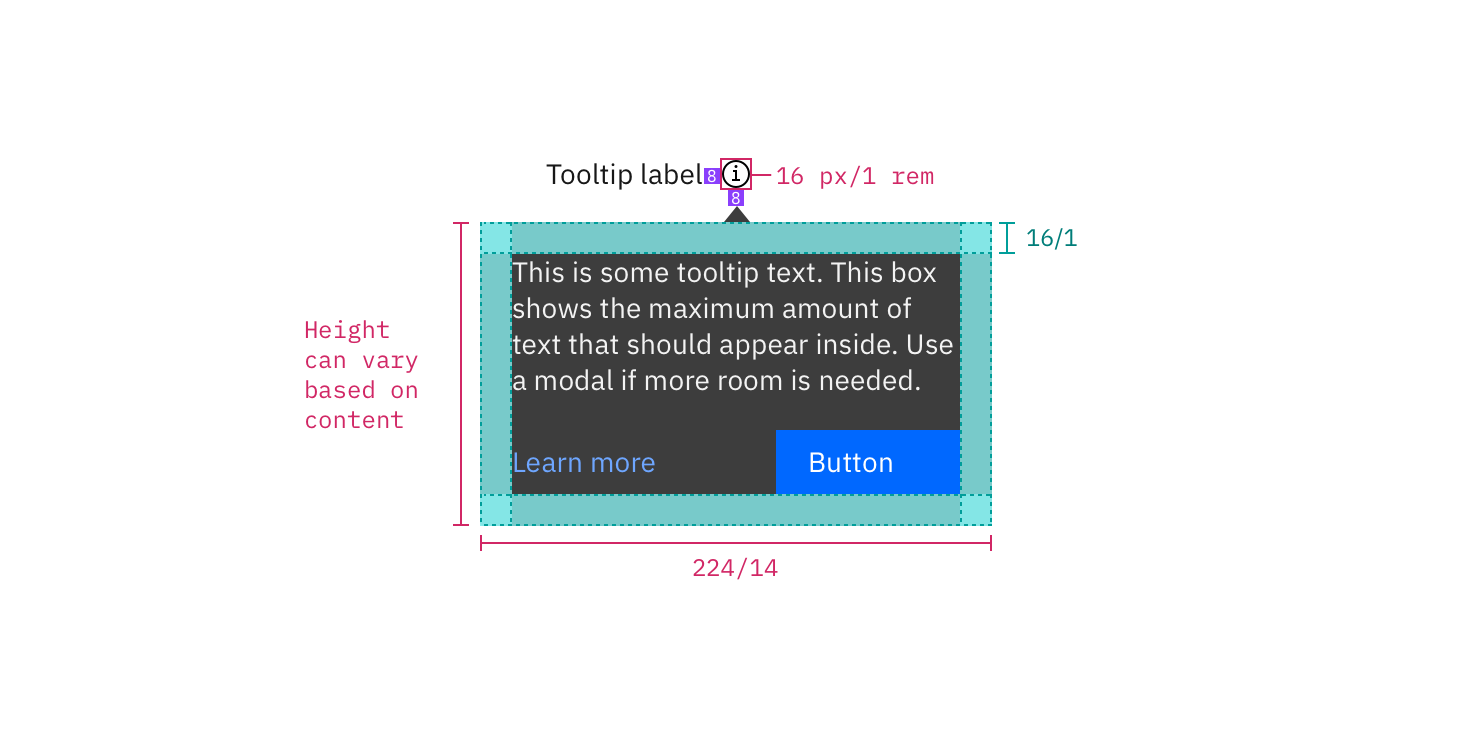 Tooltip label 8 i 16 px/1 rem
8
16/1
This is some tooltip text. This box
shows the maximum amount of
text that should appear inside. Use
a modal if more room is needed.
Height
can vary
based on
content
Learn more Button
224/14